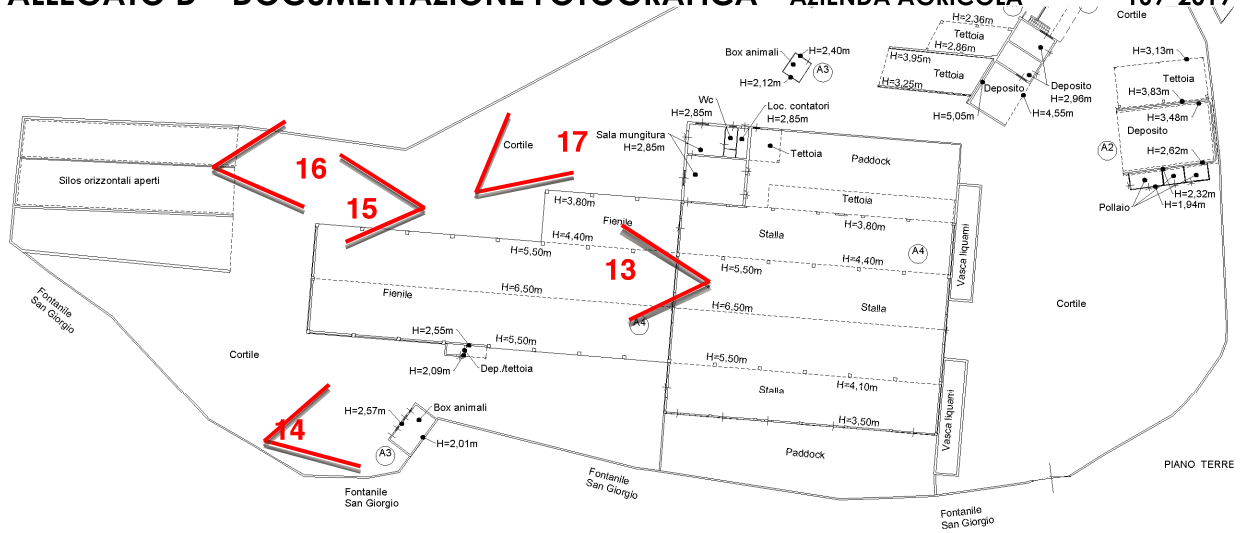 ALLEGATO B - DOCUMENTAZIONE FOTOGRAFICA - AZIENDA AGRICOLA 107-2017
H=2,36m
Tettoia
H=2,86m
H=3,95m
Tettoia
H=3,25m
Deposito
H=5,05m
Deposito
H=2,96m
H=4,55m
Cortile
H=3,13m
Tettoia
H=3,83m
H=3,48m
Deposito
A2
H=2,62m
H=2,32m
H=1,94m
Pollaio
Box animali
H=2,40m
A3
H=2,12m
Wc
H=2,85m
Loc. contatori
H=2,85m
Sala mungitura
H=2,85m
Tettoia
Paddock
Cortile
17
16
15
Silos orizzontali aperti
Tettoia
H=3,80m
H=3,80m
Fienile
H=4,40m
Stalla
H=4,40m
A4
Vasca liquami
H=5,50m
H=5,50m
13
H=6,50m
H=6,50m
Fienile
Stalla
Cortile
A4
Fontanile
San Giorgio
H=2,55m
H=5,50m
H=5,50m
Cortile
H=2,09m
Dep./tettoia
Stalla
H=4,10m
Vasca liquami
H=2,57m
Box animali
H=3,50m
14
H=2,01m
A3
Paddock
PIANO TERRE
Fontanile
San Giorgio
Fontanile
San Giorgio
Fontanile
San Giorgio